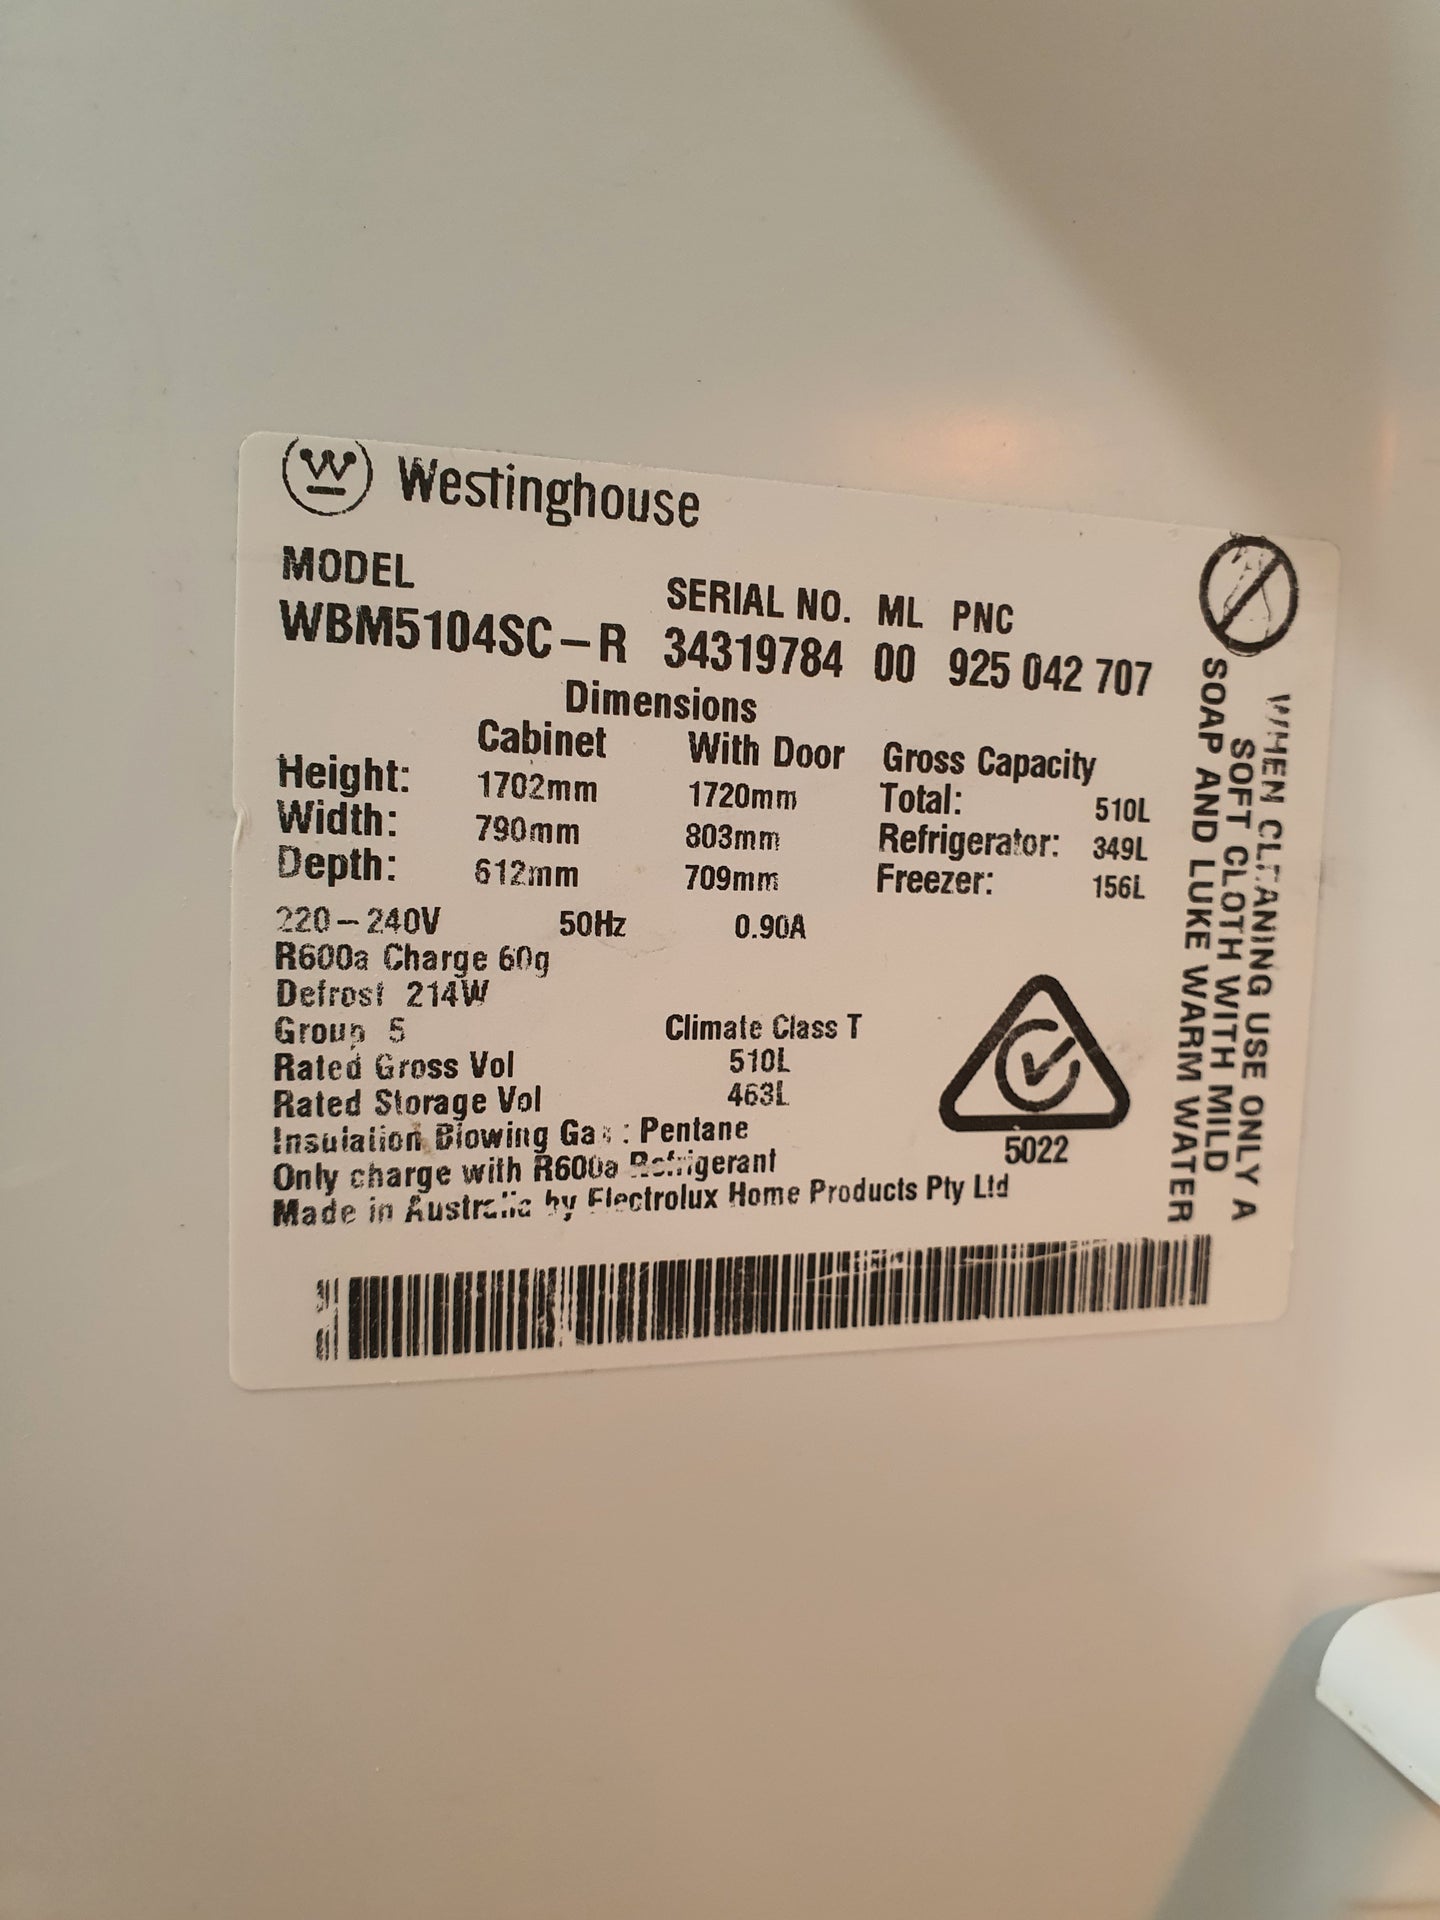 Westinghouse
MODEL SERIAL NO. ML PNC
WBM5104SC-R 34319784 00 925 042 707
Dimensions
Cabinet With Door Gross Capacity
Height: 1702mm 1720mm Total: 510L
Width: 790mm 803mm Refrigerator: 349L
Depth: 612mm 709mm Freezer: 156L
220-240V 50Hz 0.90A
R600a Charge 60g
Defrost 214W
Group 5 Climate Class T
Rated Gross Vol 510L
Rated Storage Vol 463L
Insulation Blowing Gas: Pentane
Only charge with R600a Refrigerant
Made in Australia by Electrolux Home Products Pty Ltd
5022
WHEN CLEANING USE ONLY A
SOFT CLOTH WITH MILD
SOAP AND LUKE WARM WATER